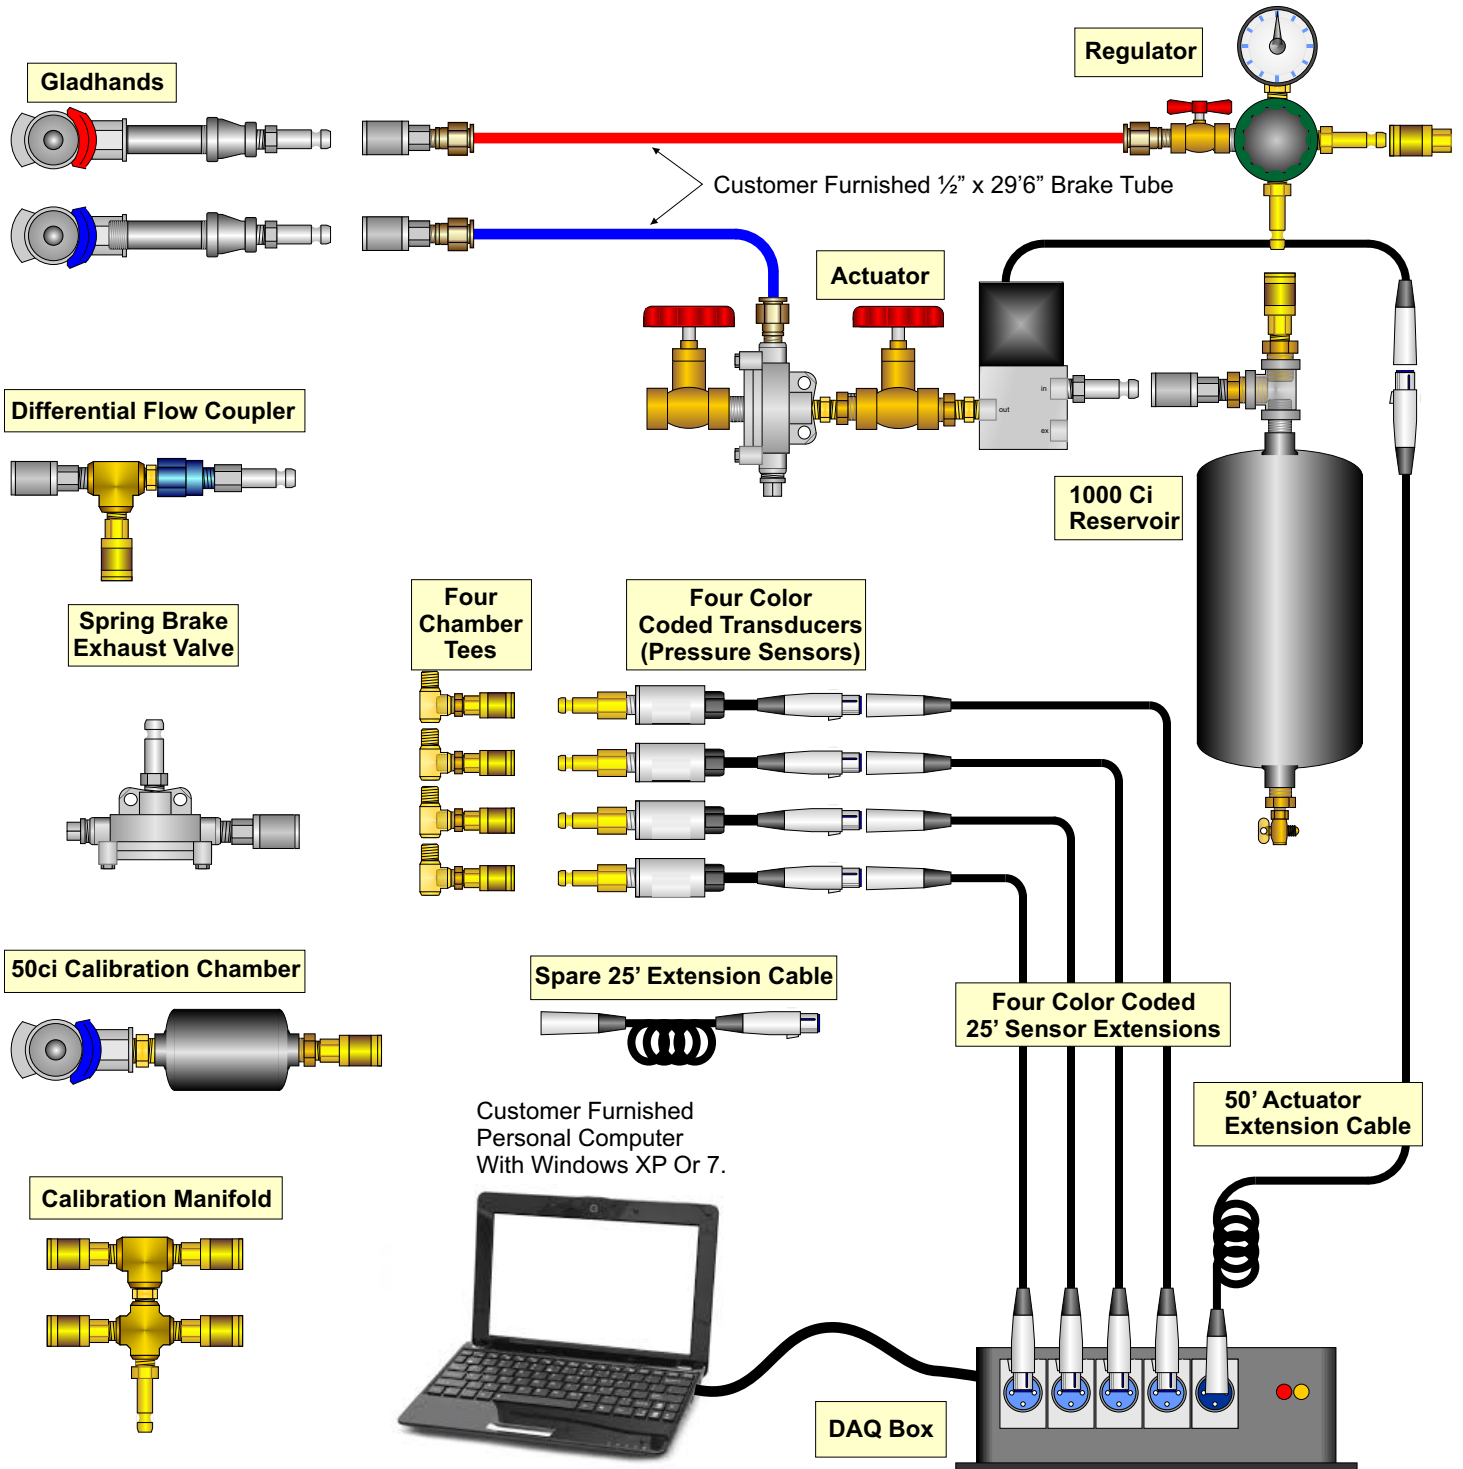 Regulator
Gladhands
Customer Furnished ½” x 29’6” Brake Tube
Actuator
in
out
ex
Differential Flow Coupler
1000 Ci
Reservoir
Four
Chamber
Tees
Four Color
Coded Transducers
(Pressure Sensors)
Spring Brake
Exhaust Valve
50ci Calibration Chamber
Spare 25’ Extension Cable
Four Color Coded
25’ Sensor Extensions
50’ Actuator
Extension Cable
Customer Furnished
Personal Computer
With Windows XP Or 7.
Calibration Manifold
DAQ Box